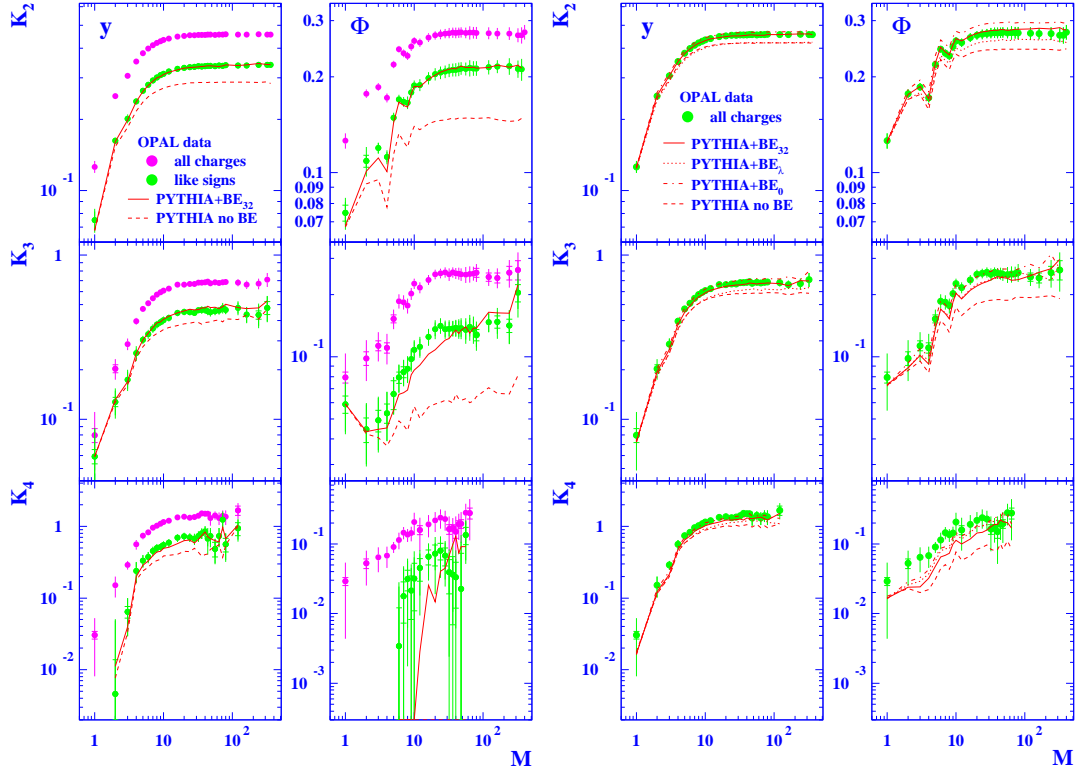 K₂
y
10⁻¹
OPAL data
all charges
like signs
PYTHIA+BE₃₂
PYTHIA no BE
Φ
0.3
0.2
0.1
0.09
0.08
0.07
K₂
y
10⁻¹
OPAL data
all charges
PYTHIA+BE₃₂
PYTHIA+BE_λ
PYTHIA+BE₀
PYTHIA no BE
Φ
0.3
0.2
0.1
0.09
0.08
0.07
K₃
1
10⁻¹
10⁻¹
K₃
1
10⁻¹
10⁻¹
K₄
1
10⁻¹
10⁻²
10⁻¹
10⁻²
10⁻³
K₄
1
10⁻¹
10⁻²
10⁻¹
10⁻²
10⁻³
1 10 10²
1 10 10²
1 10 10²
1 10 10²
M
M